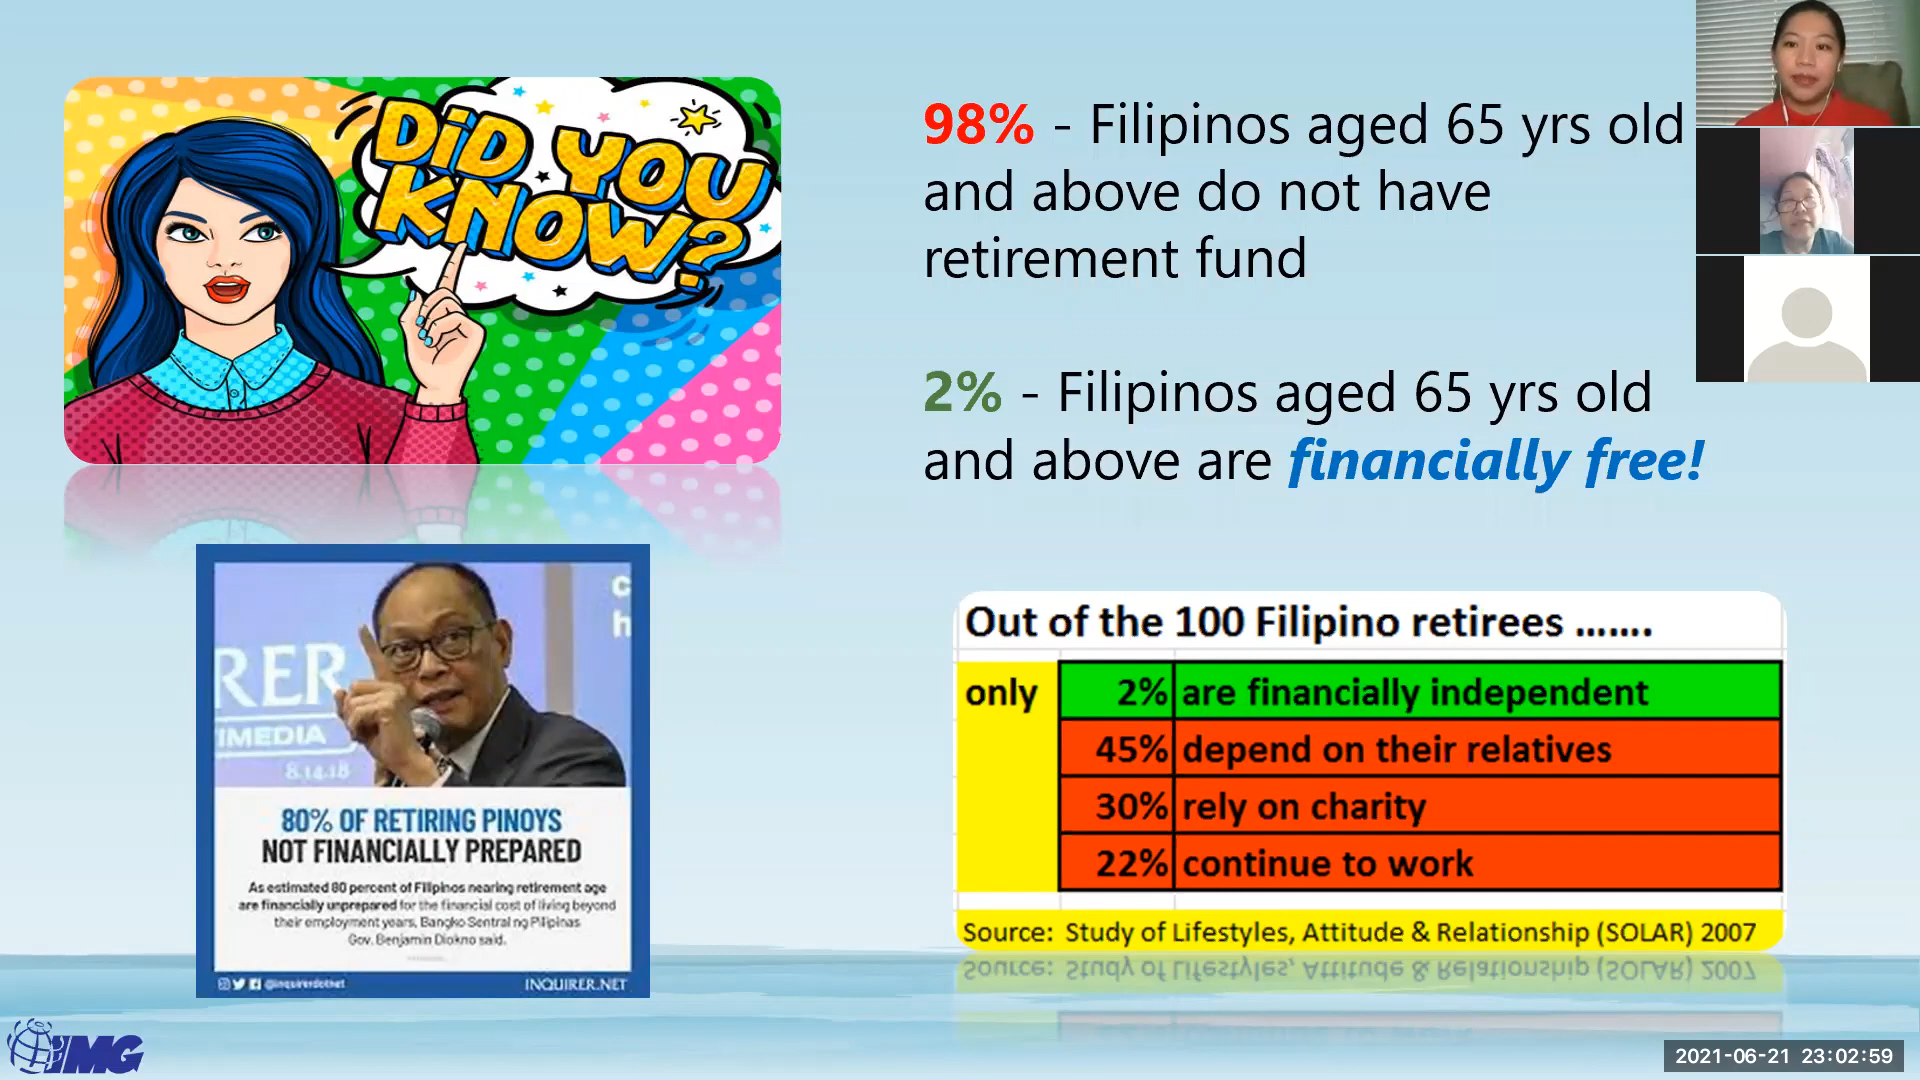 DiD YOU
KNOW?
98% - Filipinos aged 65 yrs old
and above do not have
retirement fund
2% - Filipinos aged 65 yrs old
and above are financially free!
C
h
RER
IMEDIA
8.14.18
80% OF RETIRING PINOYS
NOT FINANCIALLY PREPARED
As estimated 80 percent of Filipinos nearing retirement age
are financially unprepared for the financial cost of living beyond
their employment years, Bangko Sentral ng Pilipinas
Gov. Benjamin Diokno said.
@inquirerdotnet
INQUIRER.NET
Out of the 100 Filipino retirees .......
only 2% are financially independent
45% depend on their relatives
30% rely on charity
22% continue to work
Source: Study of Lifestyles, Attitude & Relationship (SOLAR) 2007
IMG
2021-06-21 23:02:59